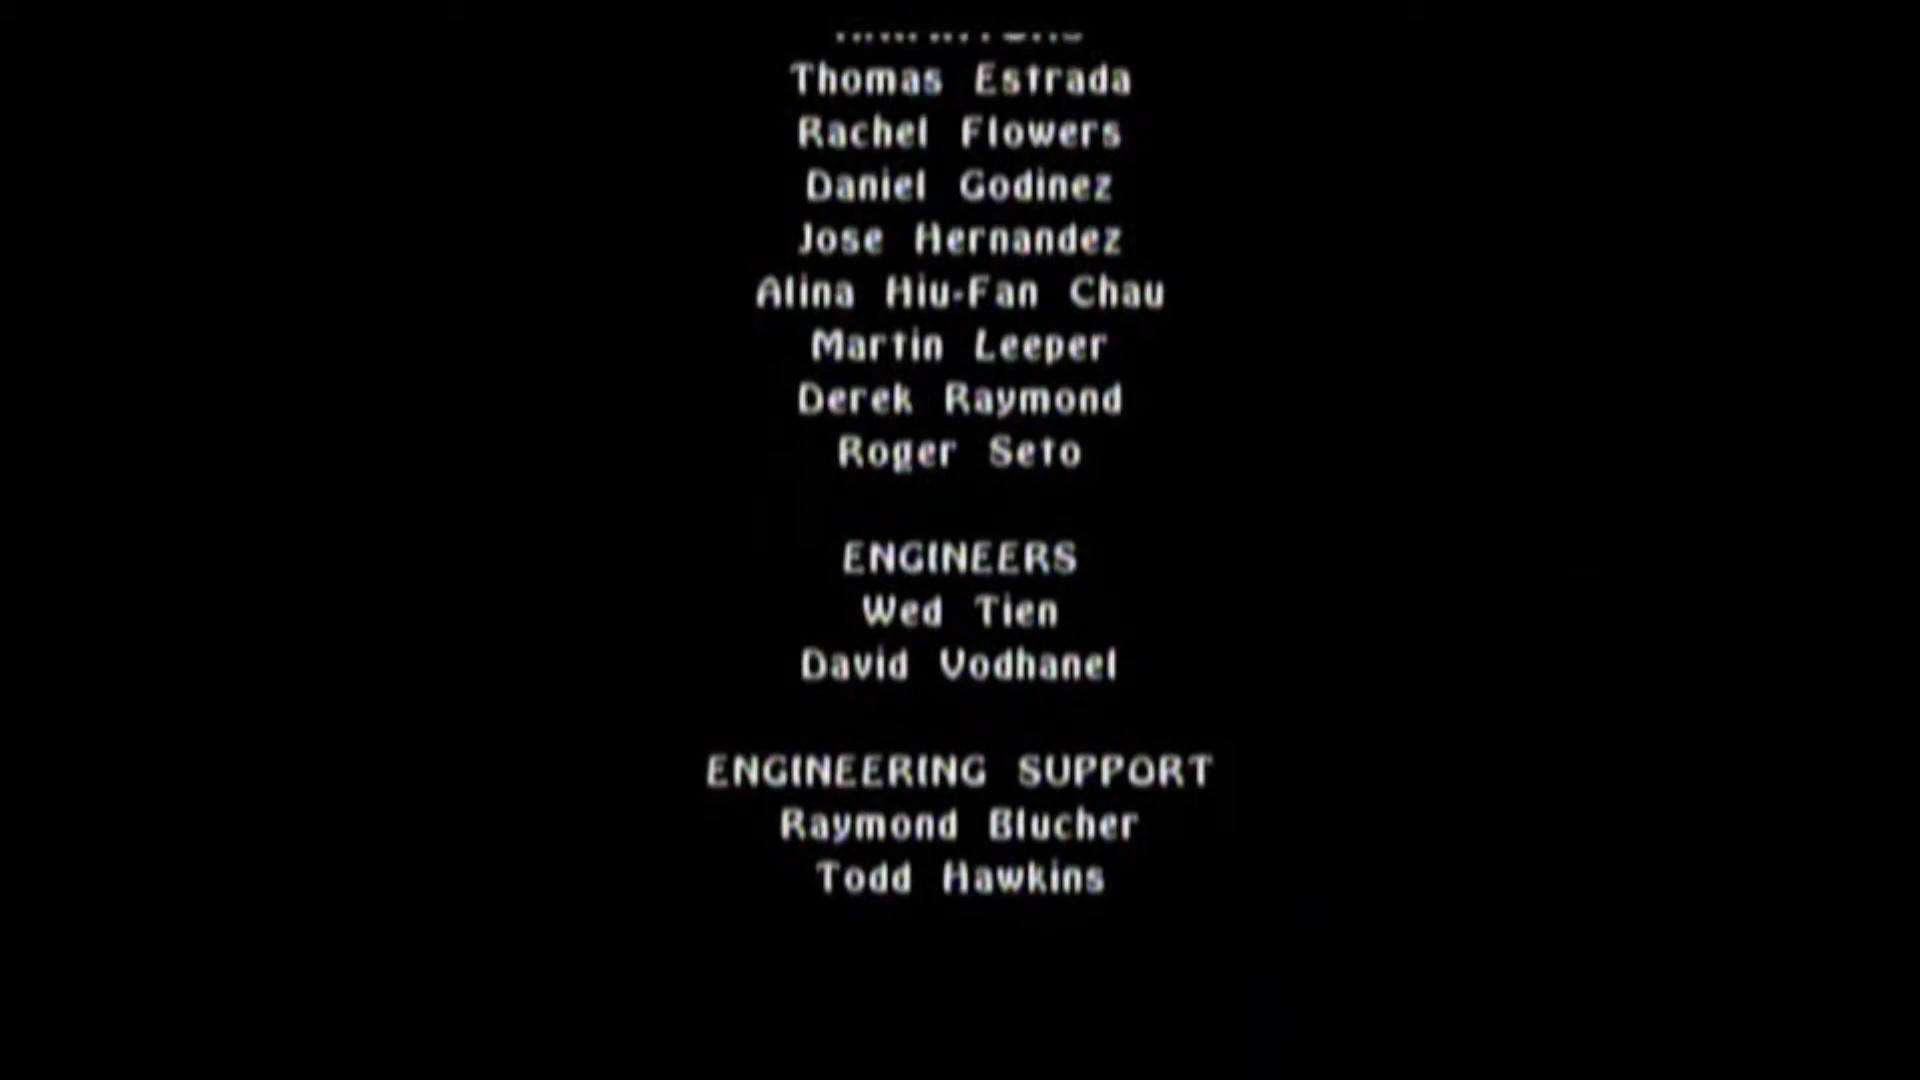 Thomas Estrada
Rachel Flowers
Daniel Godinez
Jose Hernandez
Alina Hiu-Fan Chau
Martin Leeper
Derek Raymond
Roger Seto
ENGINEERS
Wed Tien
David Vodhanel
ENGINEERING SUPPORT
Raymond Blucher
Todd Hawkins